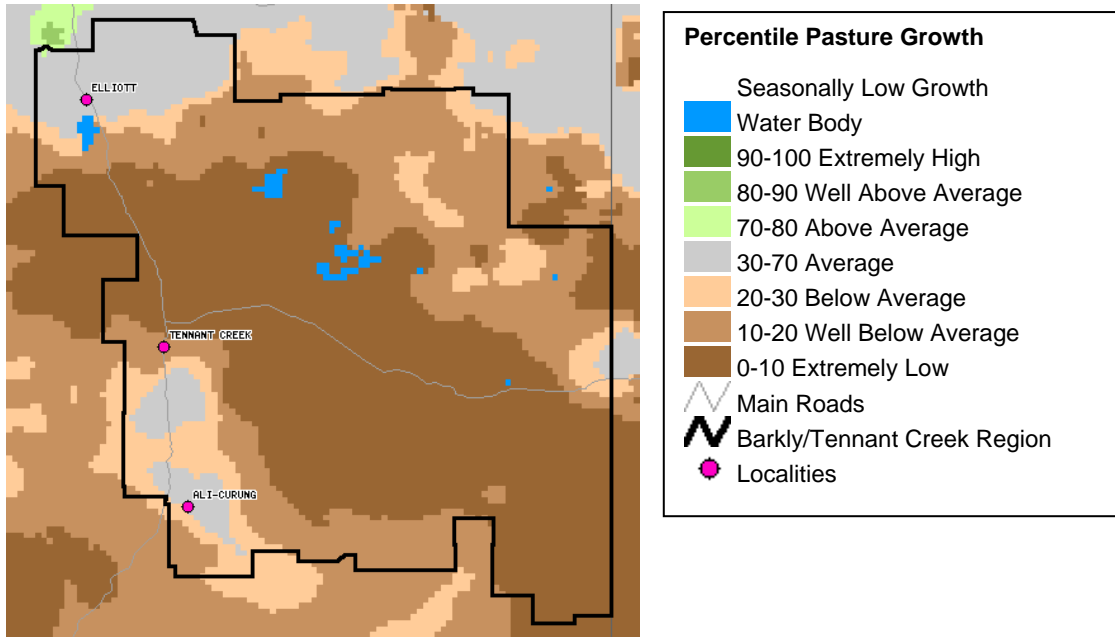 ELLIOTT
TENNANT CREEK
ALI-CURUNG
Percentile Pasture Growth
Seasonally Low Growth
Water Body
90-100 Extremely High
80-90 Well Above Average
70-80 Above Average
30-70 Average
20-30 Below Average
10-20 Well Below Average
0-10 Extremely Low
Main Roads
Barkly/Tennant Creek Region
Localities